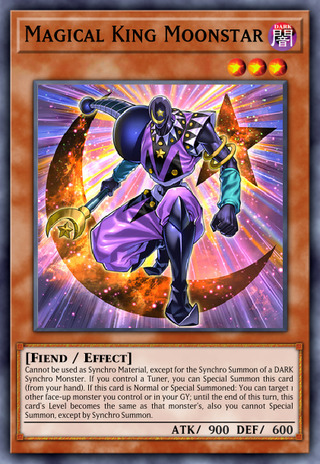 Magical King Moonstar
DARK
闇
[Fiend / Effect]
Cannot be used as Synchro Material, except for the Synchro Summon of a DARK
Synchro Monster. If you control a Tuner, you can Special Summon this card
(from your hand). If this card is Normal or Special Summoned: You can target 1
other face-up monster you control or in your GY; until the end of this turn, this
card's Level becomes the same as that monster's, also you cannot Special
Summon, except by Synchro Summon.
ATK/ 900 DEF/ 600